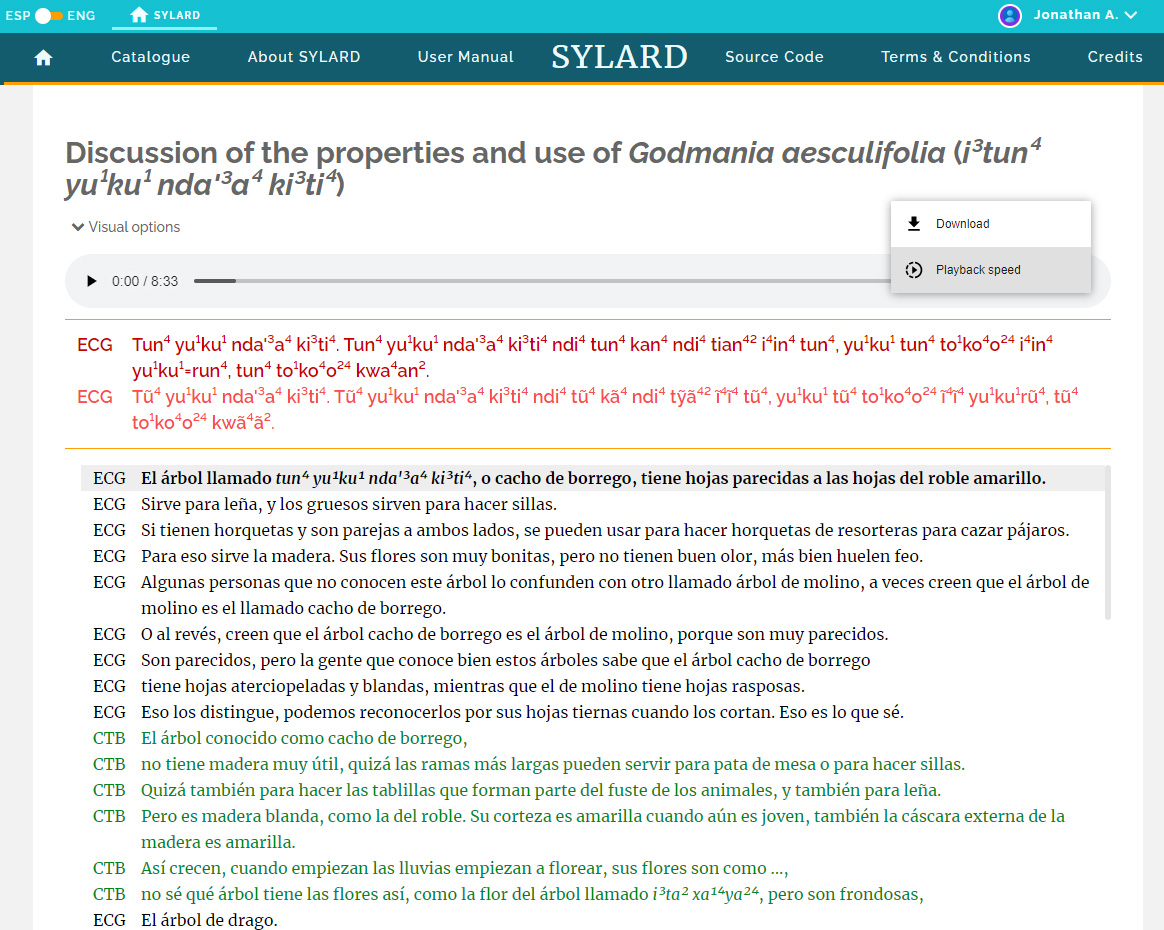 ESP ENG SYLARD Jonathan A.
Catalogue About SYLARD User Manual SYLARD Source Code Terms & Conditions Credits
Discussion of the properties and use of Godmania aesculifolia (i³tun⁴
yu¹ku¹ nda'³a⁴ ki³ti⁴)
Visual options
Download
0:00 / 8:33
Playback speed
ECG Tun⁴ yu¹ku¹ nda'³a⁴ ki³ti⁴. Tun⁴ yu¹ku¹ nda'³a⁴ ki³ti⁴ ndi⁴ tun⁴ kan⁴ ndi⁴ tian⁴² i⁴in⁴ tun⁴, yu¹ku¹ tun⁴ to¹ko⁴o²⁴ i⁴in⁴
yu¹ku¹=run⁴, tun⁴ to¹ko⁴o²⁴ kwa⁴an².
ECG Tũ⁴ yu¹ku¹ nda'³a⁴ ki³ti⁴. Tũ⁴ yu¹ku¹ nda'³a⁴ ki³ti⁴ ndi⁴ tũ⁴ kã⁴ ndi⁴ tỹã⁴² ĩ⁴ĩ⁴ tũ⁴, yu¹ku¹ tũ⁴ to¹ko⁴o²⁴ ĩ⁴ĩ⁴ yu¹ku¹rũ⁴, tũ⁴
to¹ko⁴o²⁴ kwã⁴ã².
ECG El árbol llamado tun⁴ yu¹ku¹ nda'³a⁴ ki³ti⁴, o cacho de borrego, tiene hojas parecidas a las hojas del roble amarillo.
ECG Sirve para leña, y los gruesos sirven para hacer sillas.
ECG Si tienen horquetas y son parejas a ambos lados, se pueden usar para hacer horquetas de resorteras para cazar pájaros.
ECG Para eso sirve la madera. Sus flores son muy bonitas, pero no tienen buen olor, más bien huelen feo.
ECG Algunas personas que no conocen este árbol lo confunden con otro llamado árbol de molino, a veces creen que el árbol de
molino es el llamado cacho de borrego.
ECG O al revés, creen que el árbol cacho de borrego es el árbol de molino, porque son muy parecidos.
ECG Son parecidos, pero la gente que conoce bien estos árboles sabe que el árbol cacho de borrego
ECG tiene hojas aterciopeladas y blandas, mientras que el de molino tiene hojas rasposas.
ECG Eso los distingue, podemos reconocerlos por sus hojas tiernas cuando los cortan. Eso es lo que sé.
CTB El árbol conocido como cacho de borrego,
CTB no tiene madera muy útil, quizá las ramas más largas pueden servir para pata de mesa o para hacer sillas.
CTB Quizá también para hacer las tablillas que forman parte del fuste de los animales, y también para leña.
CTB Pero es madera blanda, como la del roble. Su corteza es amarilla cuando aún es joven, también la cáscara externa de la
madera es amarilla.
CTB Así crecen, cuando empiezan las lluvias empiezan a florear, sus flores son como ...,
CTB no sé qué árbol tiene las flores así, como la flor del árbol llamado i³ta² xa¹⁴ya²⁴, pero son frondosas,
ECG El árbol de drago.